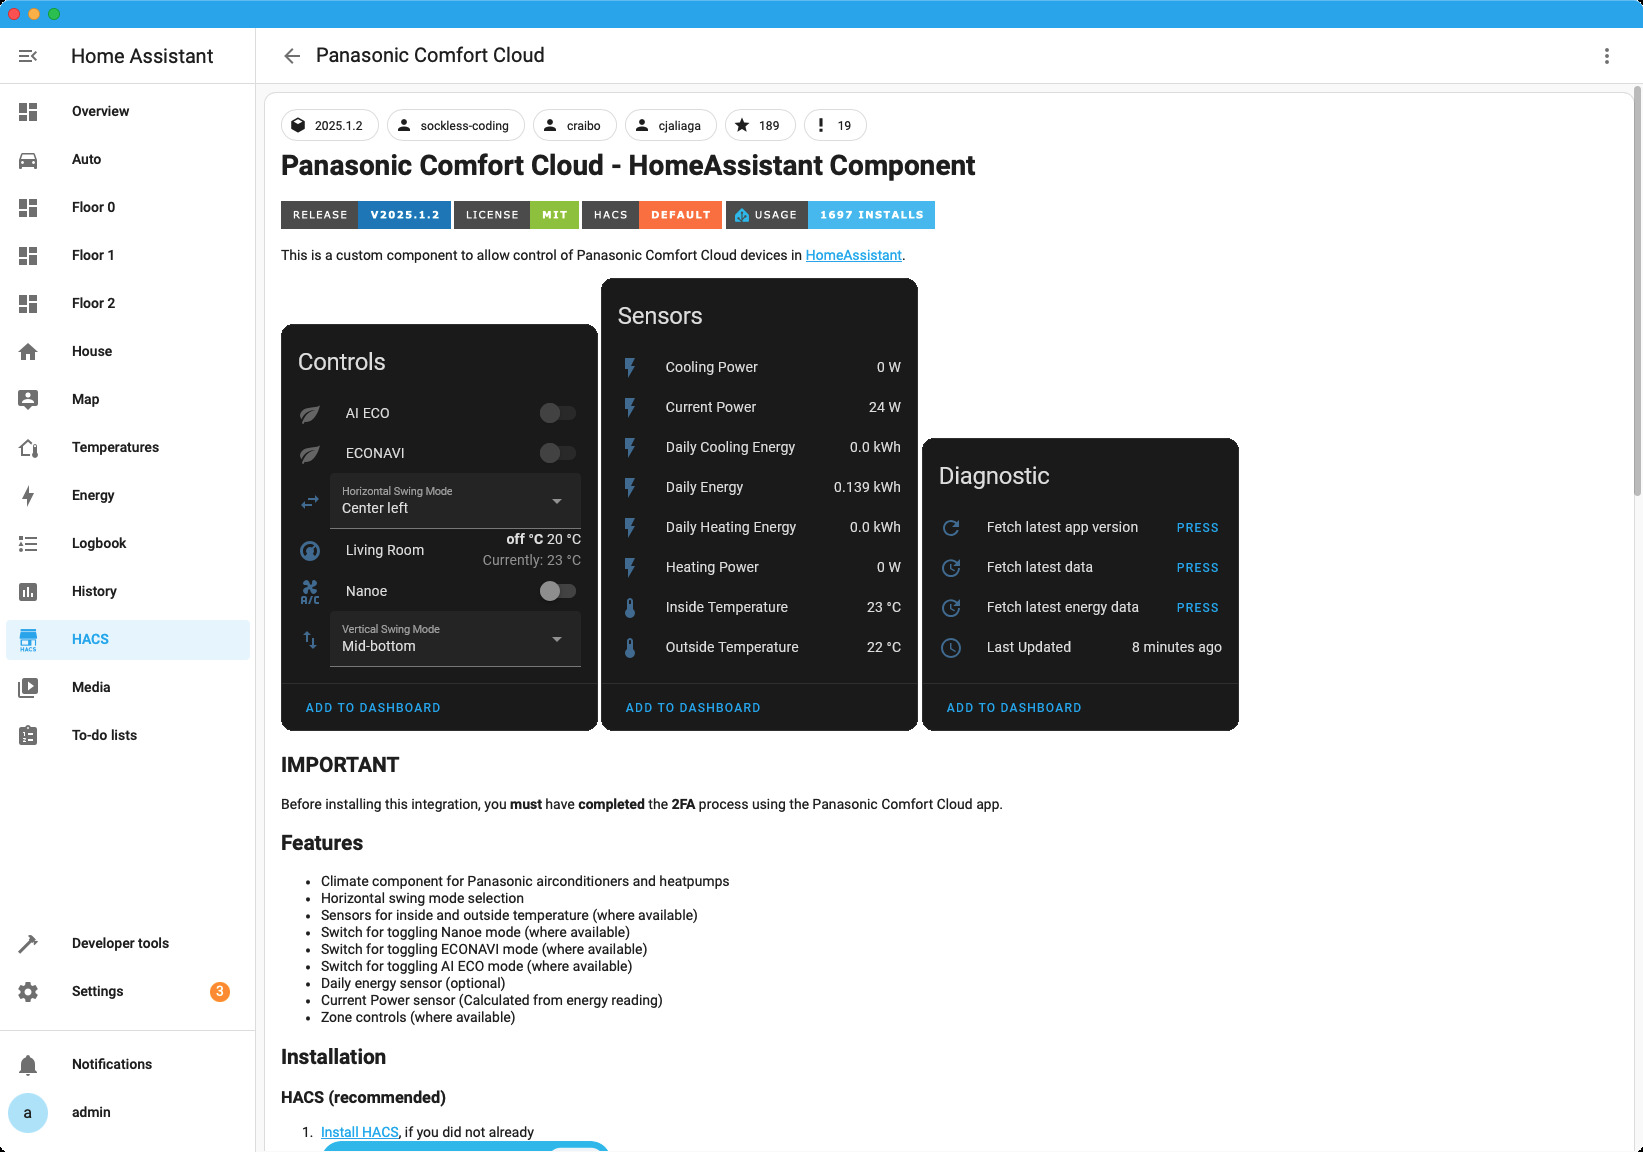 Home Assistant
Panasonic Comfort Cloud
Overview
Auto
Floor 0
Floor 1
Floor 2
House
Map
Temperatures
Energy
Logbook
History
HACS
HACS
Media
To-do lists
Developer tools
Settings
3
Notifications
a
admin
2025.1.2
sockless-coding
craibo
cjaliaga
189
19
Panasonic Comfort Cloud - HomeAssistant Component
RELEASE V2025.1.2 LICENSE MIT HACS DEFAULT USAGE 1697 INSTALLS
This is a custom component to allow control of Panasonic Comfort Cloud devices in HomeAssistant.
Controls
AI ECO
ECONAVI
Horizontal Swing Mode
Center left
Living Room
off °C 20 °C
Currently: 23 °C
A/C
Nanoe
Vertical Swing Mode
Mid-bottom
ADD TO DASHBOARD
Sensors
Cooling Power 0 W
Current Power 24 W
Daily Cooling Energy 0.0 kWh
Daily Energy 0.139 kWh
Daily Heating Energy 0.0 kWh
Heating Power 0 W
Inside Temperature 23 °C
Outside Temperature 22 °C
ADD TO DASHBOARD
Diagnostic
Fetch latest app version PRESS
Fetch latest data PRESS
Fetch latest energy data PRESS
Last Updated 8 minutes ago
ADD TO DASHBOARD
IMPORTANT
Before installing this integration, you must have completed the 2FA process using the Panasonic Comfort Cloud app.
Features
• Climate component for Panasonic airconditioners and heatpumps
• Horizontal swing mode selection
• Sensors for inside and outside temperature (where available)
• Switch for toggling Nanoe mode (where available)
• Switch for toggling ECONAVI mode (where available)
• Switch for toggling AI ECO mode (where available)
• Daily energy sensor (optional)
• Current Power sensor (Calculated from energy reading)
• Zone controls (where available)
Installation
HACS (recommended)
1. Install HACS, if you did not already